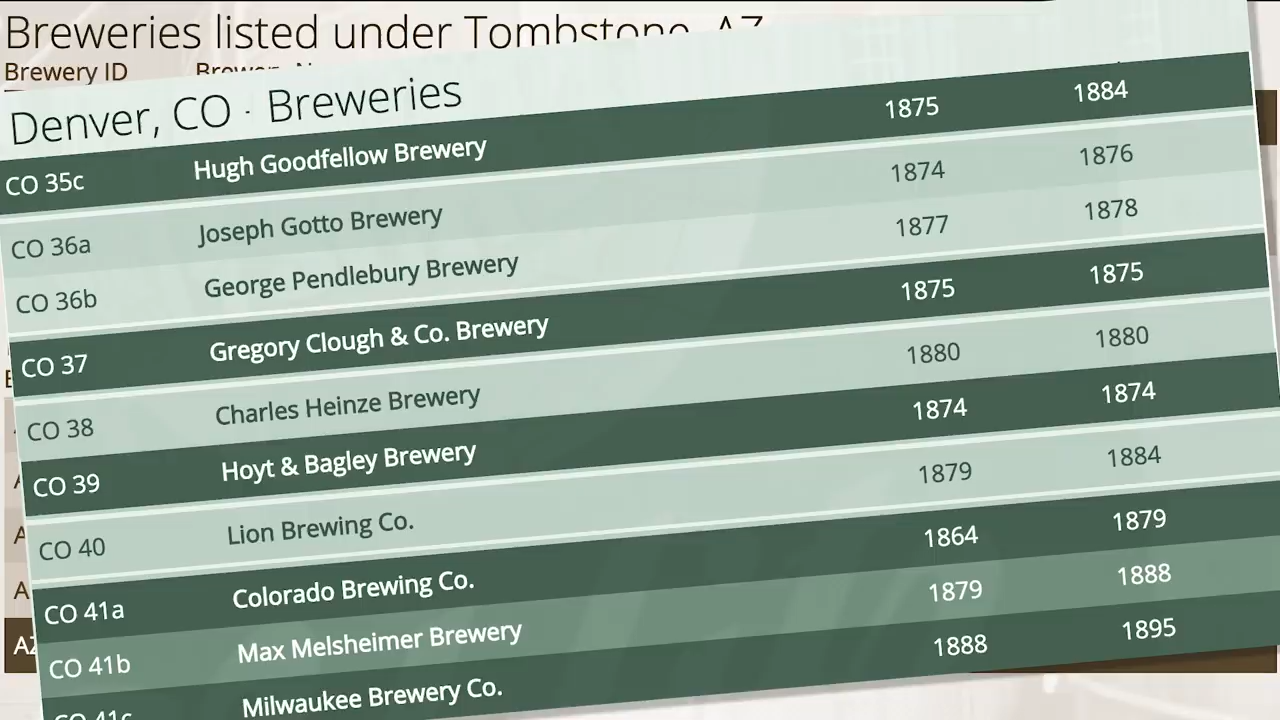 Breweries listed under Tombstone, AZ
Brewery ID
Denver, CO · Breweries
CO 35c Hugh Goodfellow Brewery 1875 1884
CO 36a Joseph Gotto Brewery 1874 1876
CO 36b George Pendlebury Brewery 1877 1878
CO 37 Gregory Clough & Co. Brewery 1875 1875
CO 38 Charles Heinze Brewery 1880 1880
CO 39 Hoyt & Bagley Brewery 1874 1874
CO 40 Lion Brewing Co. 1879 1884
CO 41a Colorado Brewing Co. 1864 1879
CO 41b Max Melsheimer Brewery 1879 1888
CO 41c Milwaukee Brewery Co. 1888 1895